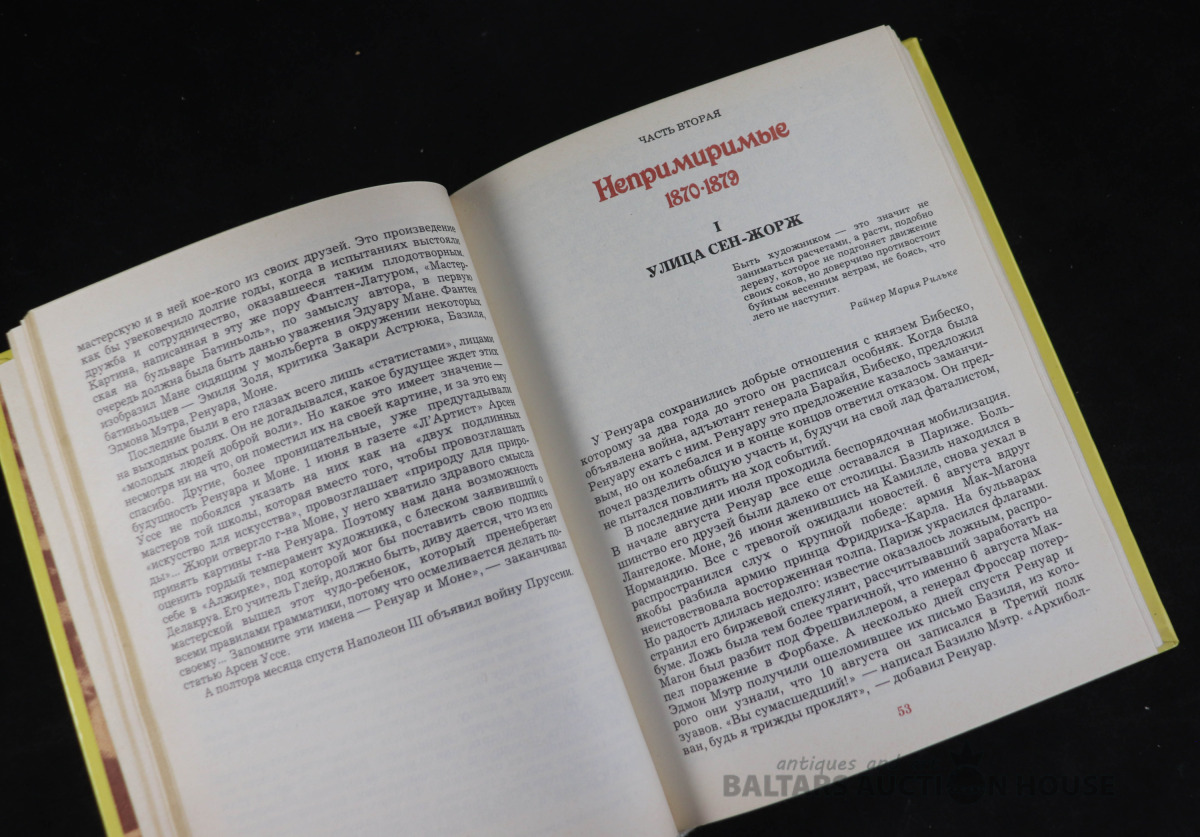 мастерскую и в ней кое-кого из своих друзей. Это произведение
как бы увековечило долгие годы, когда в испытаниях выстояли
дружба и сотрудничество, оказавшееся таким плодотворным.
Картина, написанная в эту же пору Фантен-Латуром, «Мастер-
ская на бульваре Батиньоль», по замыслу автора, в первую
очередь должна была быть данью уважения Эдуару Мане. Фантен
изобразил Мане сидящим у мольберта в окружении некоторых
батиньольцев — Эмиля Золя, критика Закари Астрюка, Базиля,
Эдмона Мэтра, Ренуара, Моне.
Последние были в его глазах всего лишь «статистами», лицами
на выходных ролях. Он не догадывался, какое будущее ждет этих
«молодых людей доброй воли». Но какое это имеет значение —
несмотря ни на что, он поместил их на своей картине, и за это ему
спасибо. Другие, более проницательные, уже предугадывали
будущность Ренуара и Моне. 1 июня в газете «Л'Артист» Арсен
Уссе не побоялся указать на них как на «двух подлинных
мастеров той школы, которая вместо того, чтобы провозглашать
«искусство для искусства», провозглашает «природу для приро-
ды»... Жюри отвергло г-на Моне, у него хватило здравого смысла
принять картины г-на Ренуара. Поэтому нам дана возможность
оценить гордый темперамент художника, с блеском заявивший о
себе в «Алжирке», под которой мог бы поставить свою подпись
Делакруа. Его учитель Глейр, должно быть, диву дается, что из его
мастерской вышел этот чудо-ребенок, который пренебрегает
всеми правилами грамматики, потому что осмеливается делать по-
своему... Запомните эти имена — Ренуар и Моне», — заканчивал
статью Арсен Уссе.
А полтора месяца спустя Наполеон III объявил войну Пруссии.
ЧАСТЬ ВТОРАЯ
Непримиримые
1870-1879
I
УЛИЦА СЕН-ЖОРЖ
Быть художником — это значит не
заниматься расчетами, а расти, подобно
дереву, которое не подгоняет движение
своих соков, но доверчиво противостоит
буйным весенним ветрам, не боясь, что
лето не наступит.
Райнер Мария Рильке
У Ренуара сохранились добрые отношения с князем Бибеско,
которому за два года до этого он расписал особняк. Когда была
объявлена война, адъютант генерала Барайя, Бибеско, предложил
Ренуару ехать с ним. Ренуару это предложение казалось заманчи-
вым, но он колебался и в конце концов ответил отказом. Он пред-
почел разделить общую участь и, будучи на свой лад фаталистом,
не пытался повлиять на ход событий.
В последние дни июля проходила беспорядочная мобилизация.
В начале августа Ренуар все еще оставался в Париже. Боль-
шинство его друзей были далеко от столицы. Базиль находился в
Лангедоке. Моне, 26 июня женившись на Камилле, снова уехал в
Нормандию. Все с тревогой ожидали новостей. 6 августа вдруг
распространился слух о крупной победе: армия Мак-Магона
якобы разбила армию принца Фридриха-Карла. На бульварах
неистовствовала восторженная толпа. Париж украсился флагами.
Но радость длилась недолго: известие оказалось ложным, распро-
странил его биржевой спекулянт, рассчитывавший заработать на
буме. Ложь была тем более трагичной, что именно 6 августа Мак-
Магон был разбит под Фрешвиллером, а генерал Фроссар потер-
пел поражение в Форбахе. А несколько дней спустя Ренуар и
Эдмон Мэтр получили ошеломившее их письмо Базиля, из кото-
рого они узнали, что 10 августа он записался в Третий полк
зуавов. «Вы сумасшедший!» — написал Базилю Мэтр. «Архибол-
ван, будь я трижды проклят», — добавил Ренуар.
53
antiques and
BALTARS AUCTION HOUSE